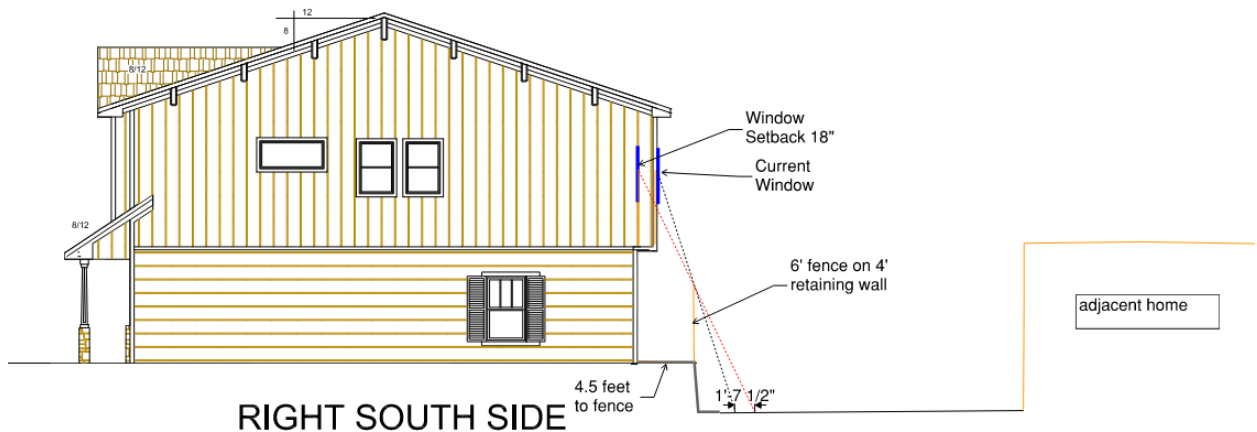 12
8
8/12
Window
Setback 18"
Current
Window
8/12
6' fence on 4'
retaining wall
adjacent home
4.5 feet
to fence
1'-7 1/2"
RIGHT SOUTH SIDE